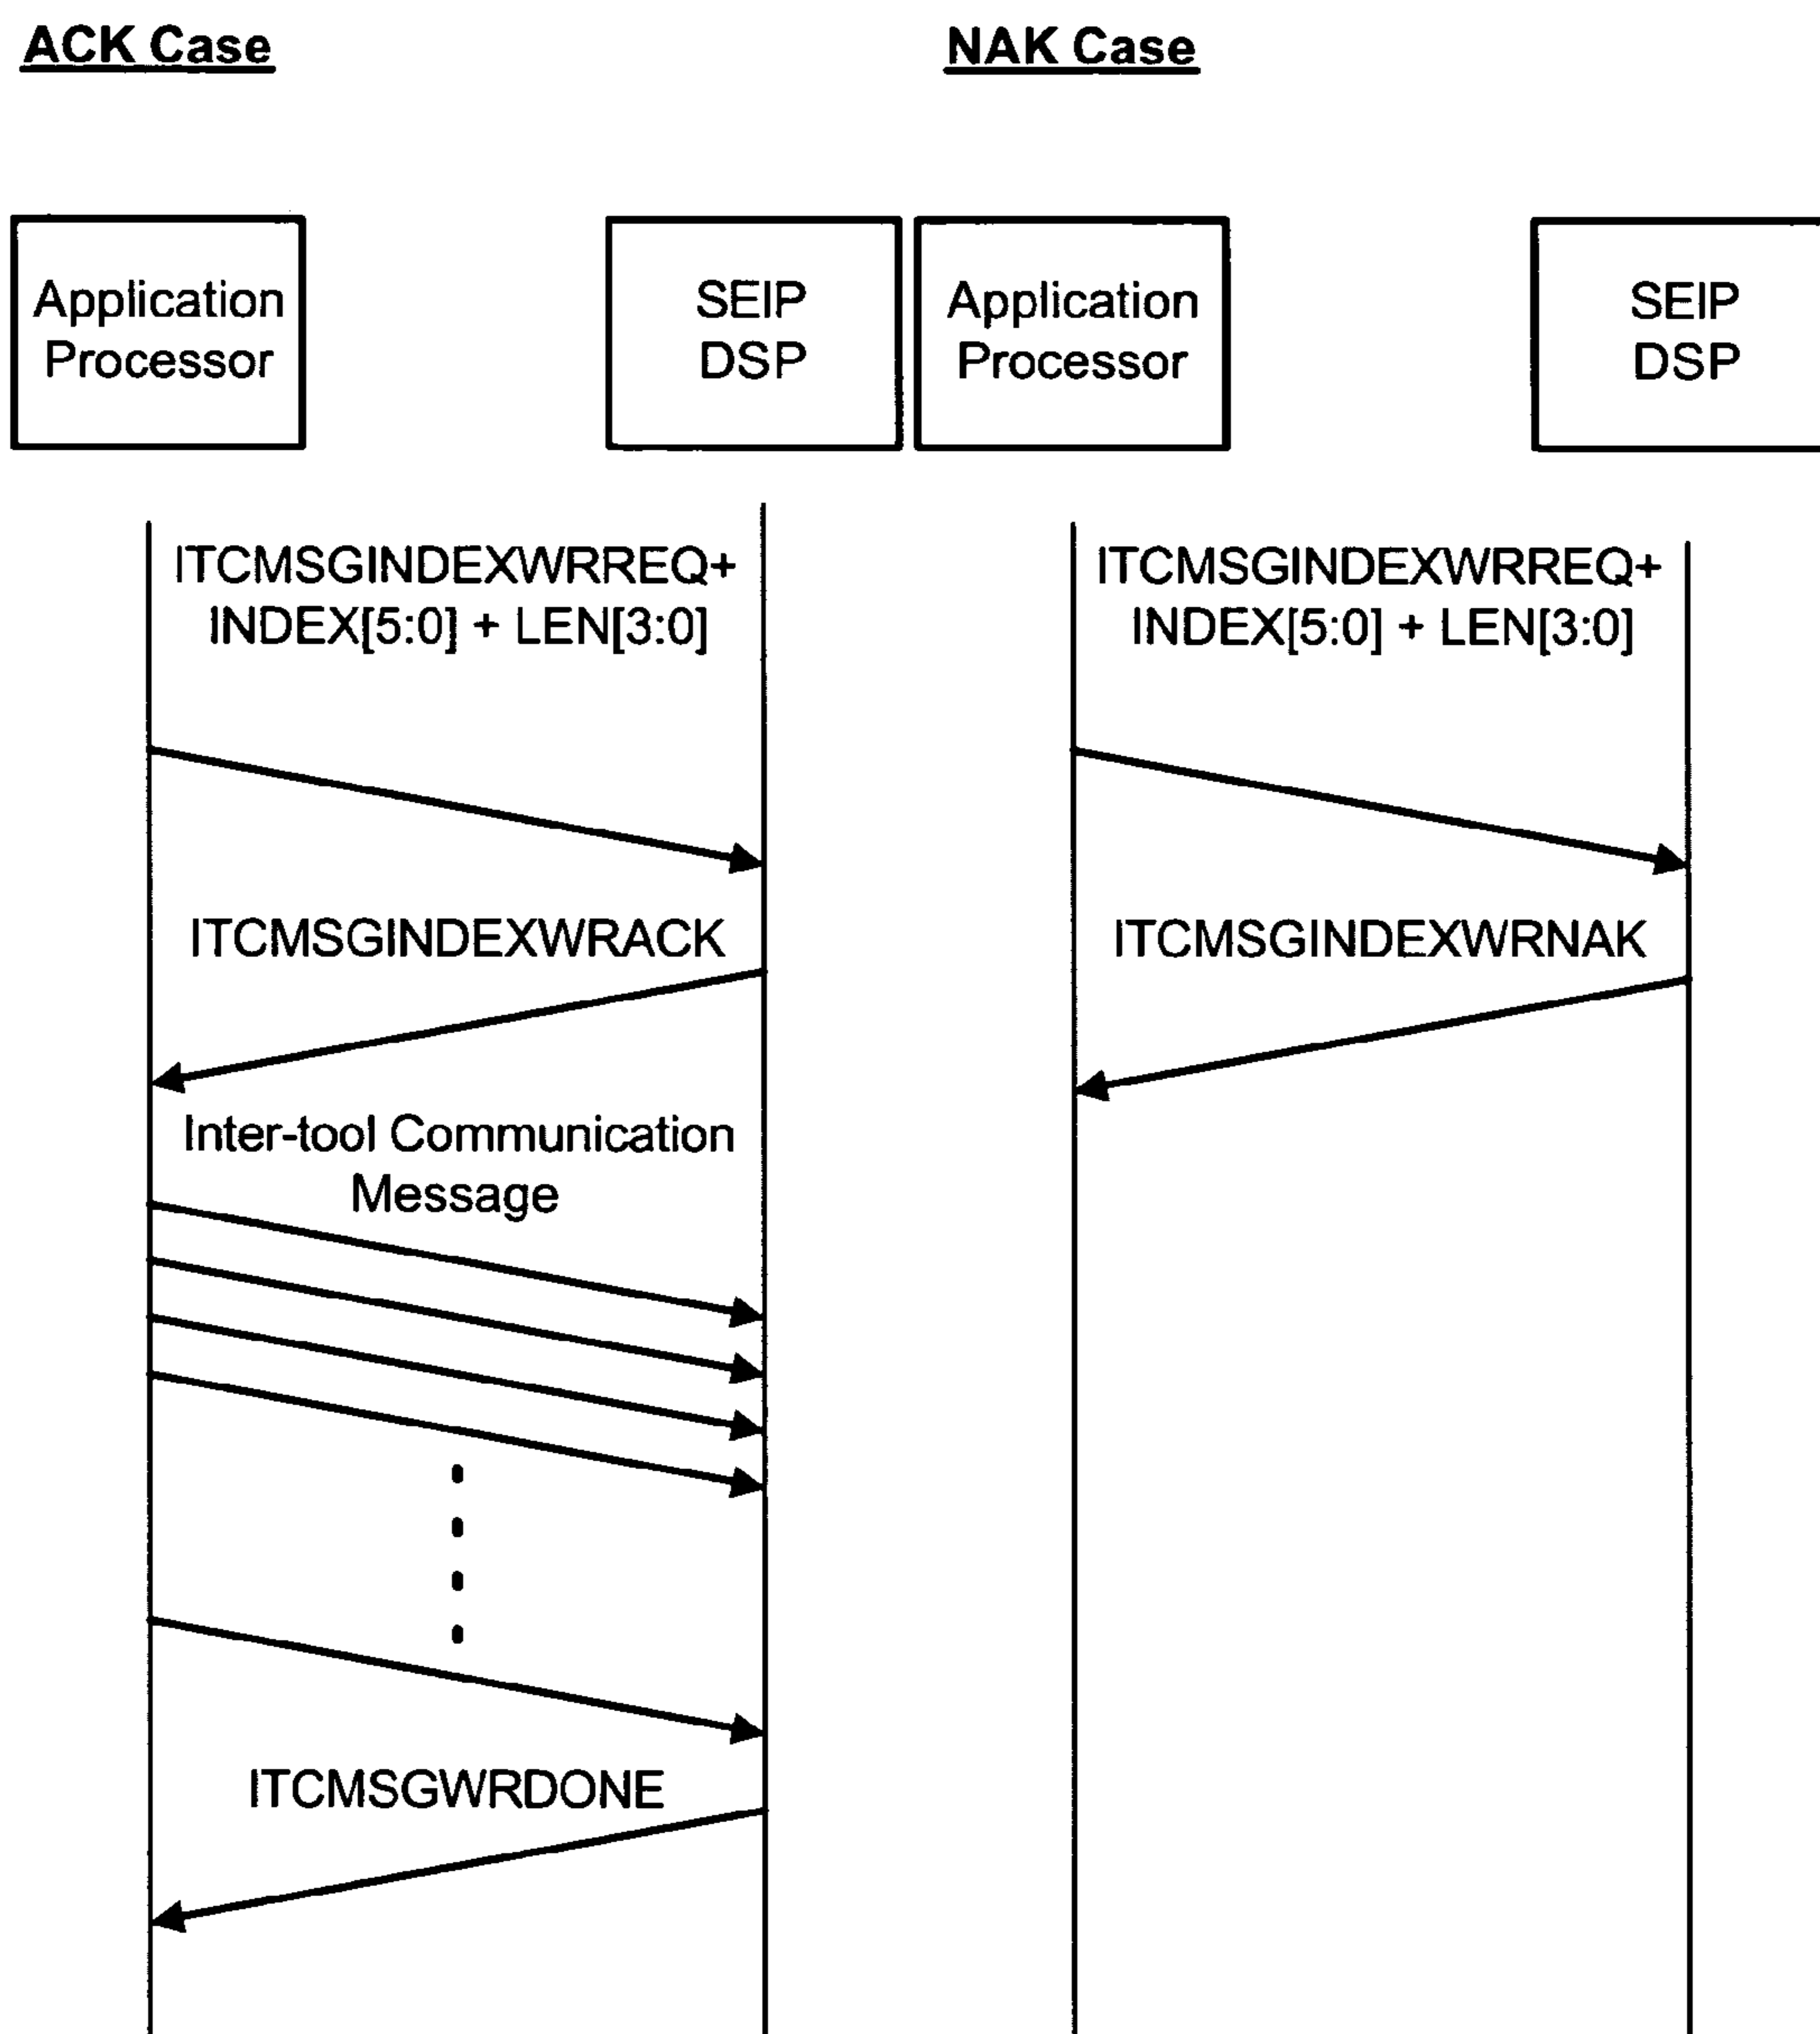 ACK Case
NAK Case
Application
Processor
SEIP
DSP
Application
Processor
SEIP
DSP
ITCMSGINDEXWRREQ+
INDEX[5:0] + LEN[3:0]
ITCMSGINDEXWRREQ+
INDEX[5:0] + LEN[3:0]
ITCMSGINDEXWRACK
ITCMSGINDEXWRNAK
Inter-tool Communication
Message
ITCMSGWRDONE